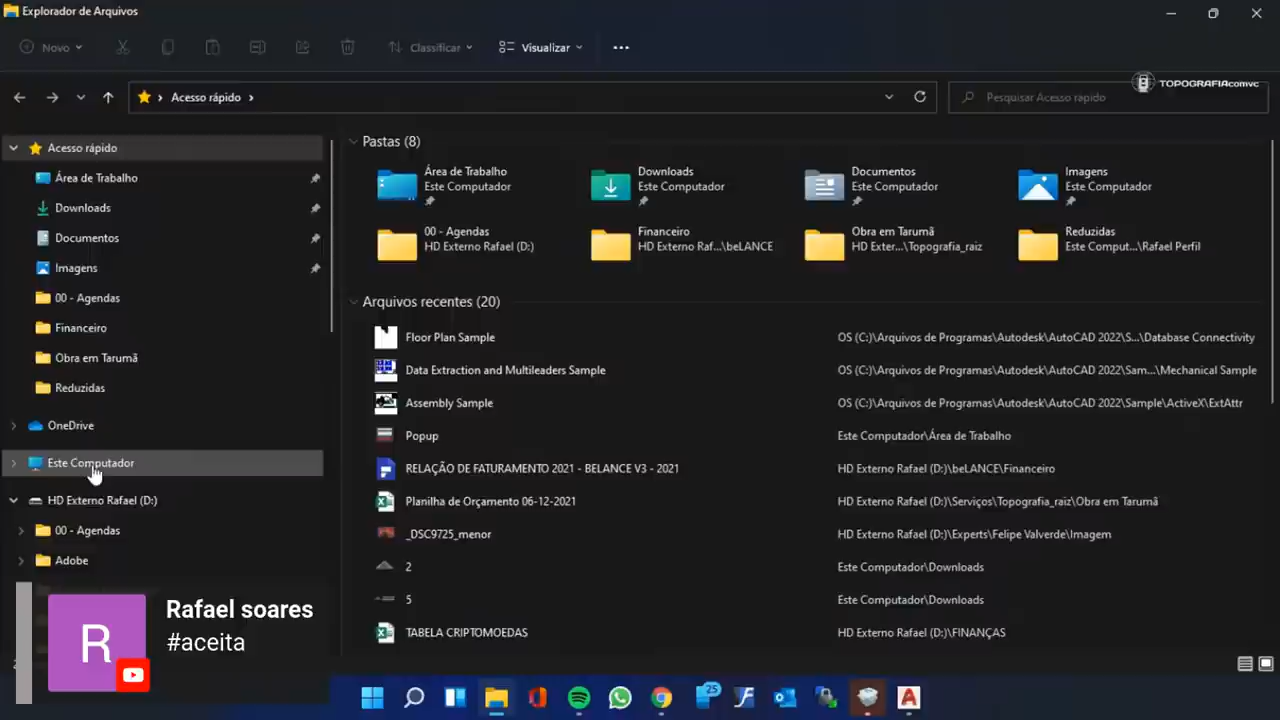 Explorador de Arquivos
Novo
Classificar
Visualizar
Acesso rápido
Pesquisar Acesso rápido
TOPOGRAFIAcomvc
Acesso rápido
Área de Trabalho
Downloads
Documentos
Imagens
00 - Agendas
Financeiro
Obra em Tarumã
Reduzidas
OneDrive
Este Computador
HD Externo Rafael (D:)
00 - Agendas
Adobe
Pastas (8)
Área de Trabalho
Este Computador
Downloads
Este Computador
Documentos
Este Computador
Imagens
Este Computador
00 - Agendas
HD Externo Rafael (D:)
Financeiro
HD Externo Raf...\beLANCE
Obra em Tarumã
HD Exter...\Topografia_raiz
Reduzidas
Este Comput...\Rafael Perfil
Arquivos recentes (20)
Floor Plan Sample OS (C:)\Arquivos de Programas\Autodesk\AutoCAD 2022\S...\Database Connectivity
Data Extraction and Multileaders Sample OS (C:)\Arquivos de Programas\Autodesk\AutoCAD 2022\Sam...\Mechanical Sample
Assembly Sample OS (C:)\Arquivos de Programas\Autodesk\AutoCAD 2022\Sample\ActiveX\ExtAttr
Popup Este Computador\Área de Trabalho
RELAÇÃO DE FATURAMENTO 2021 - BELANCE V3 - 2021 HD Externo Rafael (D:)\beLANCE\Financeiro
Planilha de Orçamento 06-12-2021 HD Externo Rafael (D:)\Serviços\Topografia_raiz\Obra em Tarumã
_DSC9725_menor HD Externo Rafael (D:)\Experts\Felipe Valverde\Imagem
2 Este Computador\Downloads
5 Este Computador\Downloads
TABELA CRIPTOMOEDAS HD Externo Rafael (D:)\FINANÇAS
R
Rafael soares
#aceita
25
A